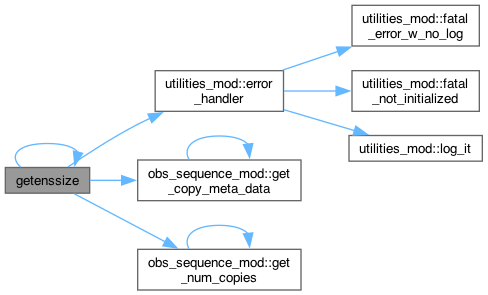 utilities_mod::fatal
_error_w_no_log
utilities_mod::error
_handler
utilities_mod::fatal
_not_initialized
utilities_mod::log_it
getenssize
obs_sequence_mod::get
_copy_meta_data
obs_sequence_mod::get
_num_copies